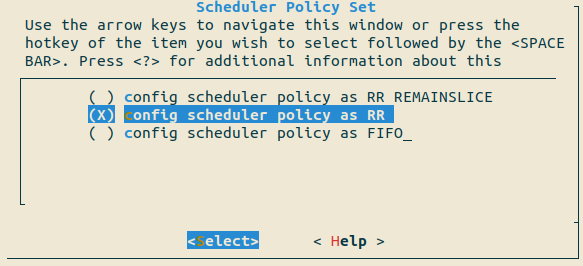 Scheduler Policy Set
Use the arrow keys to navigate this window or press the
hotkey of the item you wish to select followed by the <SPACE
BAR>. Press <?> for additional information about this
( ) config scheduler policy as RR REMAINSLICE
(X) config scheduler policy as RR
( ) config scheduler policy as FIFO_
<Select> < Help >